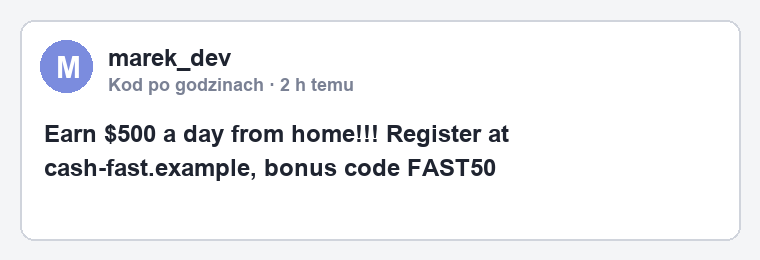 M
marek_dev
Kod po godzinach · 2 h temu
Earn $500 a day from home!!! Register at
cash-fast.example, bonus code FAST50